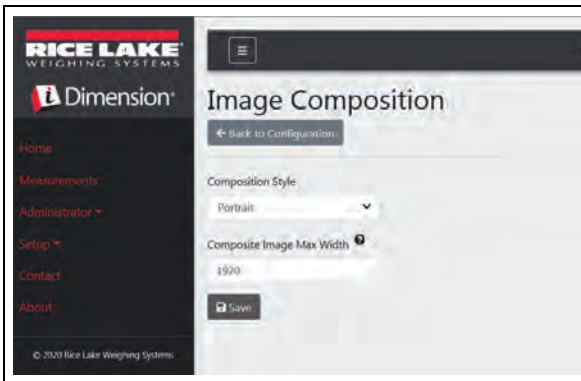 RICE LAKE
WEIGHING SYSTEMS
iDimension®
Home
Measurements
Administrator
Setup
Contact
About
© 2020 Rice Lake Weighing Systems
Image Composition
← Back to Configuration
Composition Style
Portrait
Composite Image Max Width ?
1920
Save